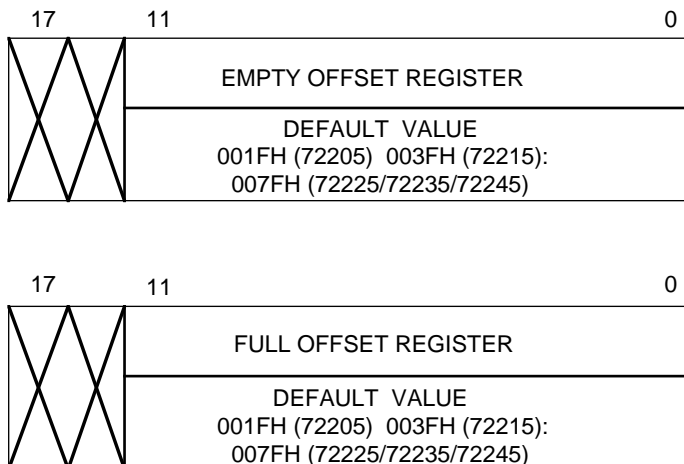 17 11 0
EMPTY OFFSET REGISTER
DEFAULT VALUE
001FH (72205) 003FH (72215):
007FH (72225/72235/72245)
17 11 0
FULL OFFSET REGISTER
DEFAULT VALUE
001FH (72205) 003FH (72215):
007FH (72225/72235/72245)